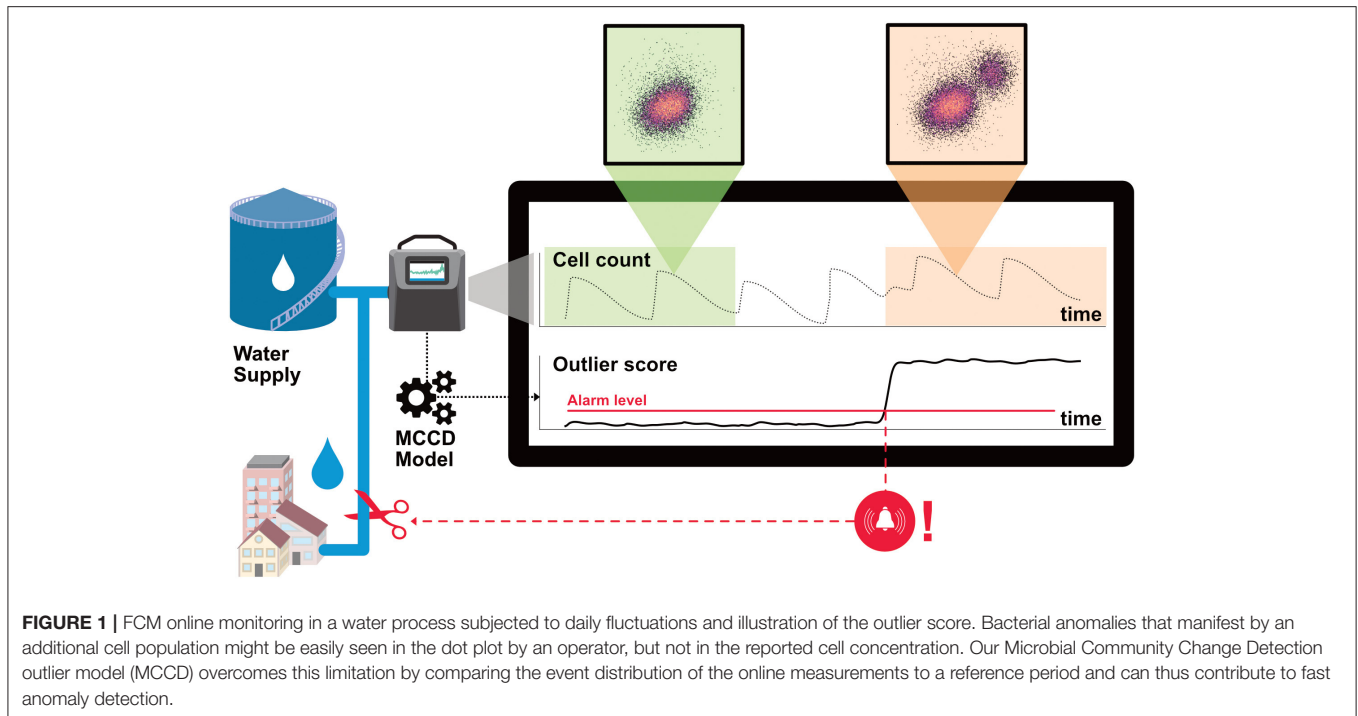 Cell count
time
Water
Supply
Outlier score
Alarm level
time
MCCD
Model
!
FIGURE 1 | FCM online monitoring in a water process subjected to daily fluctuations and illustration of the outlier score. Bacterial anomalies that manifest by an
additional cell population might be easily seen in the dot plot by an operator, but not in the reported cell concentration. Our Microbial Community Change Detection
outlier model (MCCD) overcomes this limitation by comparing the event distribution of the online measurements to a reference period and can thus contribute to fast
anomaly detection.